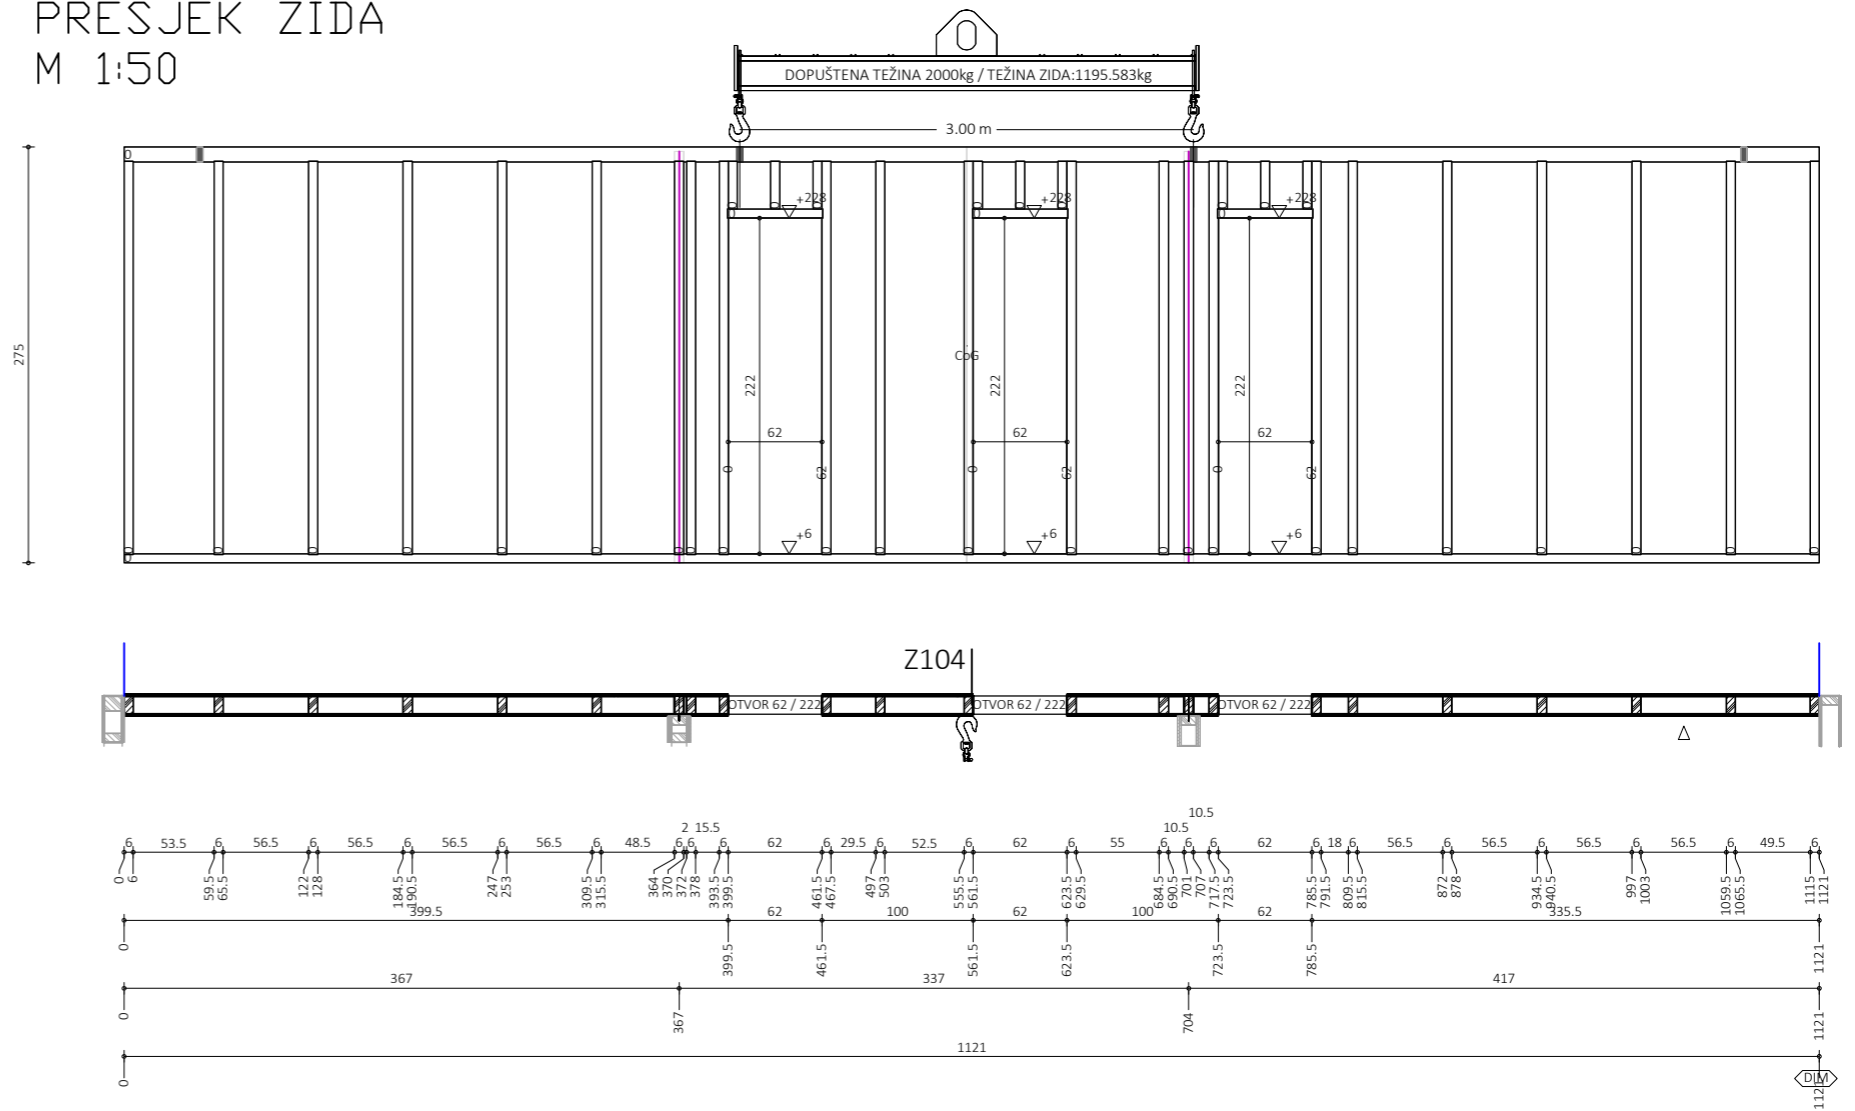 PRESJEK ZIDA
M 1:50
DOPUŠTENA TEŽINA 2000kg / TEŽINA ZIDA:1195.583kg
3.00 m
0
+228 +228 +228
0 0 0
275
CoG
222 222 222
62 62 62
0 62 0 62 0 62
+6 +6 +6
0
Z104
OTVOR 62 / 222 OTVOR 62 / 222 OTVOR 62 / 222
10.5
2 15.5 10.5
6 53.5 6 56.5 6 56.5 6 56.5 6 56.5 6 48.5 6 6 6 62 6 29.5 6 52.5 6 62 6 55 6 6 6 62 6 18 6 56.5 6 56.5 6 56.5 6 56.5 6 49.5 6
0 6 59.5 65.5 122 128 184.5 190.5 247 253 309.5 315.5 364 370 372 378 393.5 399.5 461.5 467.5 497 503 555.5 561.5 623.5 629.5 684.5 690.5 701 707 717.5 723.5 785.5 791.5 809.5 815.5 872 878 934.5 940.5 997 1003 1059.5 1065.5 1115 1121
399.5 62 100 62 100 62 335.5
0 399.5 461.5 561.5 623.5 723.5 785.5 1121
367 337 417
0 367 704 1121
1121
0 1121
DIM